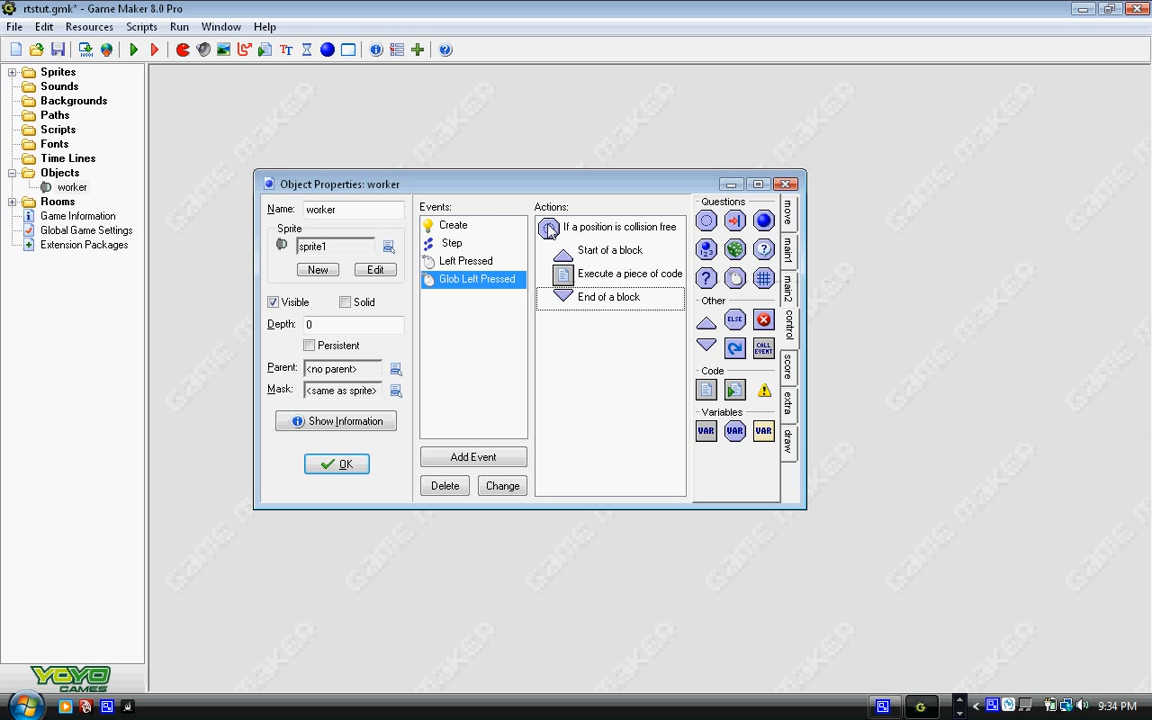 rtstut.gmk* - Game Maker 8.0 Pro
File Edit Resources Scripts Run Window Help
Sprites
Sounds
Backgrounds
Paths
Scripts
Fonts
Time Lines
Objects
worker
Rooms
Game Information
Global Game Settings
Extension Packages
Object Properties: worker
Name: worker
Sprite
sprite1
New Edit
Visible Solid
Depth: 0
Persistent
Parent: <no parent>
Mask: <same as sprite>
Show Information
OK
Events:
Create
Step
Left Pressed
Glob Left Pressed
Add Event
Delete Change
Actions:
If a position is collision free
Start of a block
Execute a piece of code
End of a block
Questions
Other
ELSE
CALL EVENT
Code
Variables
VAR VAR VAR
move
main1
main2
control
score
extra
draw
YOYO
GAMES
9:34 PM